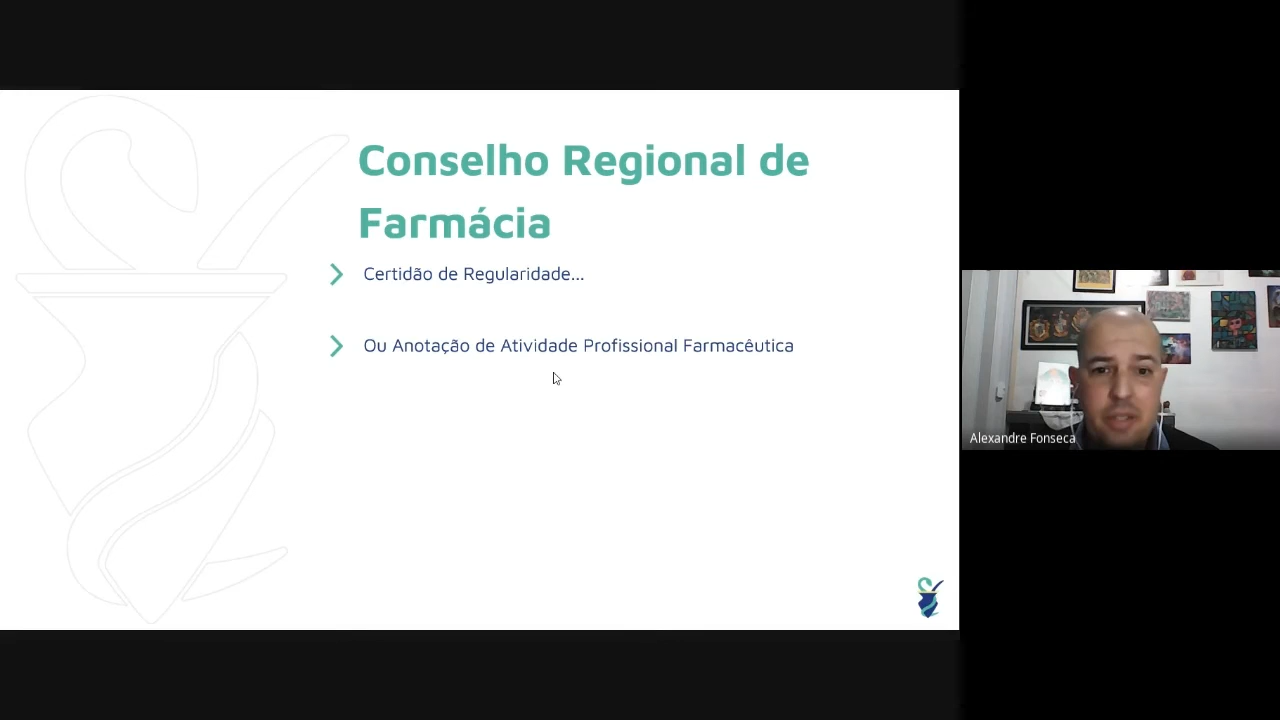 Conselho Regional de
Farmácia
Certidão de Regularidade...
Ou Anotação de Atividade Profissional Farmacêutica
Alexandre Fonseca